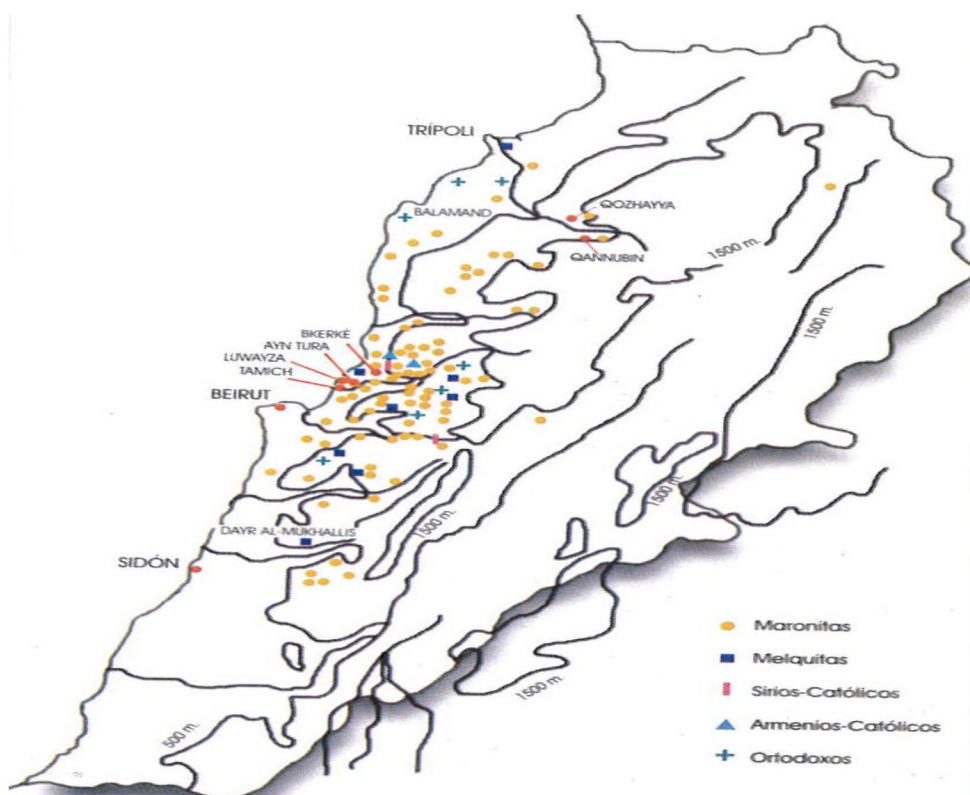 TRÍPOLI
BALAMAND
QOZHAYYA
QANNUBIN
1500 m.
1500 m.
BKERKÉ
AYN TURA
LUWAYZA
TAMICH
BEIRUT
1500 m.
1500 m.
DAYR AL-MUKHALLIS
SIDÓN
1500 m.
500 m.
Maronitas
Melquitas
Sirios-Católicos
Armenios-Católicos
Ortodoxos